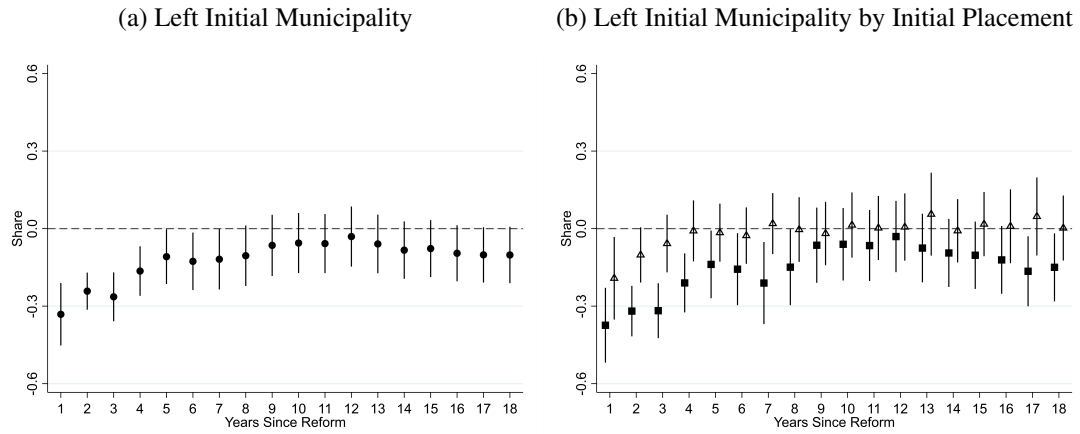 (a) Left Initial Municipality
0.6
0.3
0.0
-0.3
-0.6
Share
1 2 3 4 5 6 7 8 9 10 11 12 13 14 15 16 17 18
Years Since Reform
(b) Left Initial Municipality by Initial Placement
0.6
0.3
0.0
-0.3
-0.6
Share
1 2 3 4 5 6 7 8 9 10 11 12 13 14 15 16 17 18
Years Since Reform